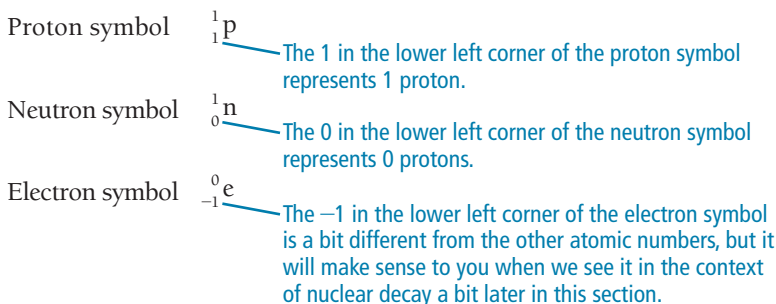 Proton symbol ¹₁p
The 1 in the lower left corner of the proton symbol
represents 1 proton.
Neutron symbol ¹₀n
The 0 in the lower left corner of the neutron symbol
represents 0 protons.
Electron symbol ⁰₋₁e
The −1 in the lower left corner of the electron symbol
is a bit different from the other atomic numbers, but it
will make sense to you when we see it in the context
of nuclear decay a bit later in this section.